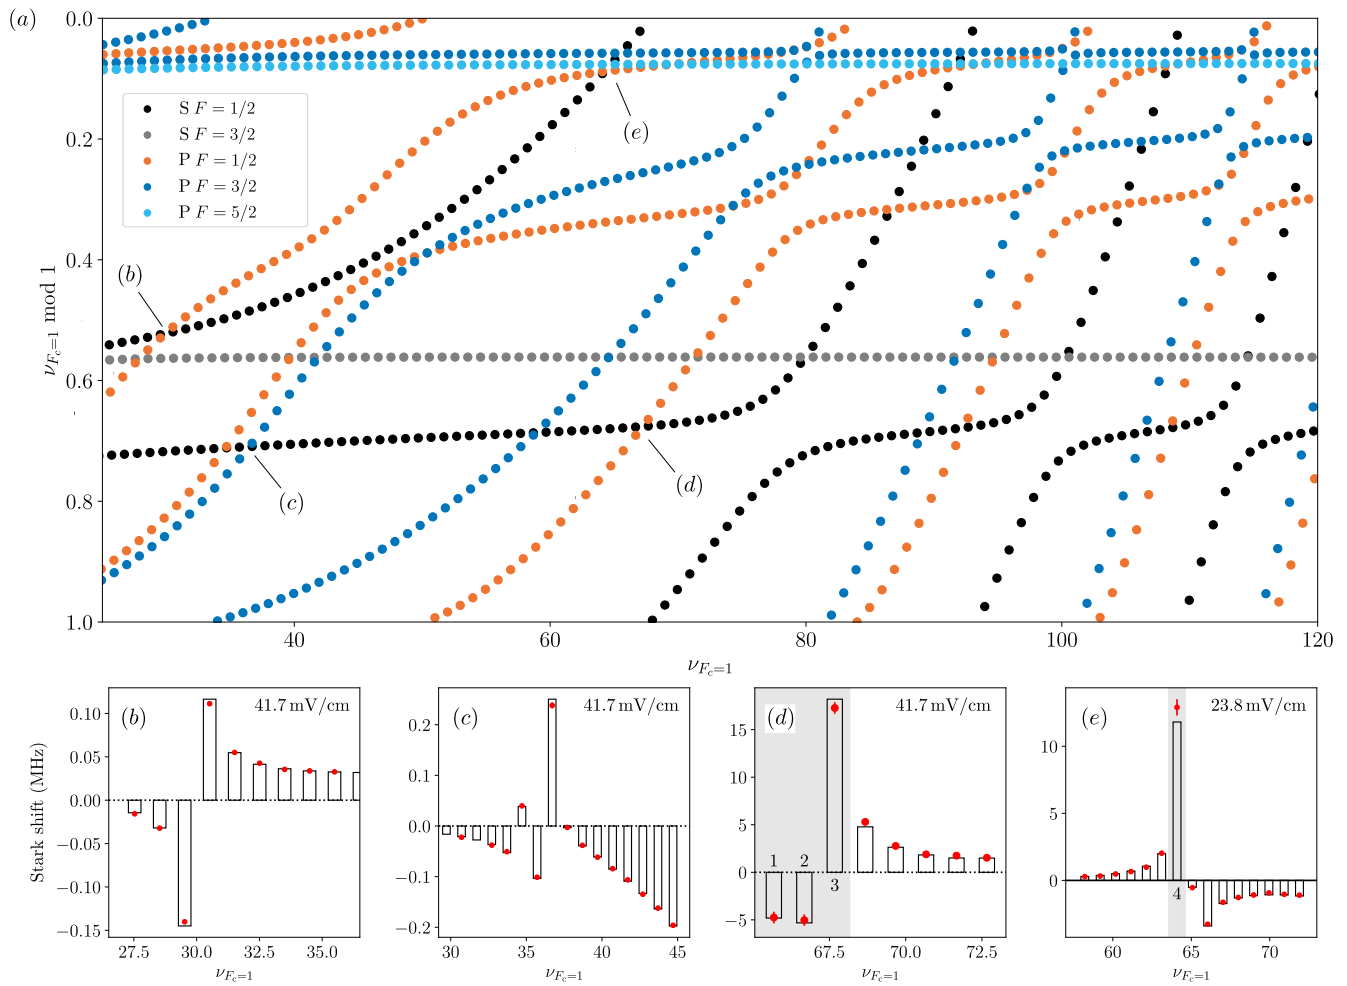 (a)
0.0
0.2
0.4
0.6
0.8
1.0
ν_{F_c=1} mod 1
S F = 1/2
S F = 3/2
P F = 1/2
P F = 3/2
P F = 5/2
(b)
(c)
(d)
(e)
40
60
80
100
120
ν_{F_c=1}
Stark shift (MHz)
(b)
41.7 mV/cm
0.10
0.05
0.00
−0.05
−0.10
−0.15
27.5
30.0
32.5
35.0
ν_{F_c=1}
(c)
41.7 mV/cm
0.2
0.1
0.0
−0.1
−0.2
30
35
40
45
ν_{F_c=1}
(d)
41.7 mV/cm
15
10
5
0
−5
1
2
3
67.5
70.0
72.5
ν_{F_c=1}
(e)
23.8 mV/cm
10
5
0
4
60
65
70
ν_{F_c=1}